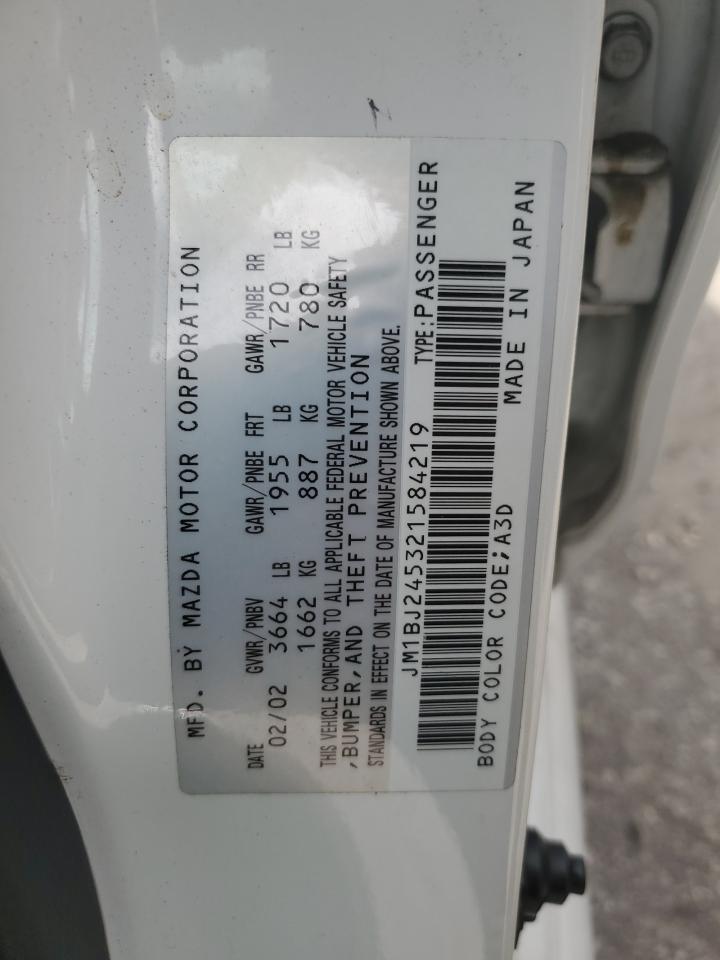 MFD. BY MAZDA MOTOR CORPORATION
DATE GVWR/PNBV GAWR/PNBE FRT GAWR/PNBE RR
02/02 3664 LB 1955 LB 1720 LB
1662 KG 887 KG 780 KG
THIS VEHICLE CONFORMS TO ALL APPLICABLE FEDERAL MOTOR VEHICLE SAFETY
,BUMPER,AND THEFT PREVENTION
STANDARDS IN EFFECT ON THE DATE OF MANUFACTURE SHOWN ABOVE.
JM1BJ245321584219 TYPE:PASSENGER
BODY COLOR CODE;A3D MADE IN JAPAN